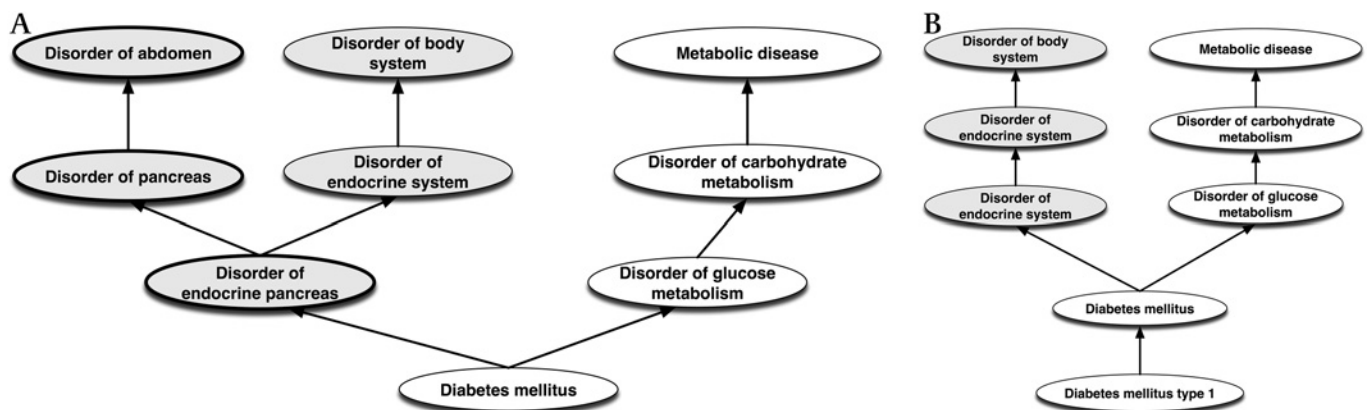 A
Disorder of abdomen
Disorder of body
system
Metabolic disease
Disorder of pancreas
Disorder of
endocrine system
Disorder of carbohydrate
metabolism
Disorder of
endocrine pancreas
Disorder of glucose
metabolism
Diabetes mellitus
B
Disorder of body
system
Metabolic disease
Disorder of
endocrine system
Disorder of carbohydrate
metabolism
Disorder of
endocrine system
Disorder of glucose
metabolism
Diabetes mellitus
Diabetes mellitus type 1